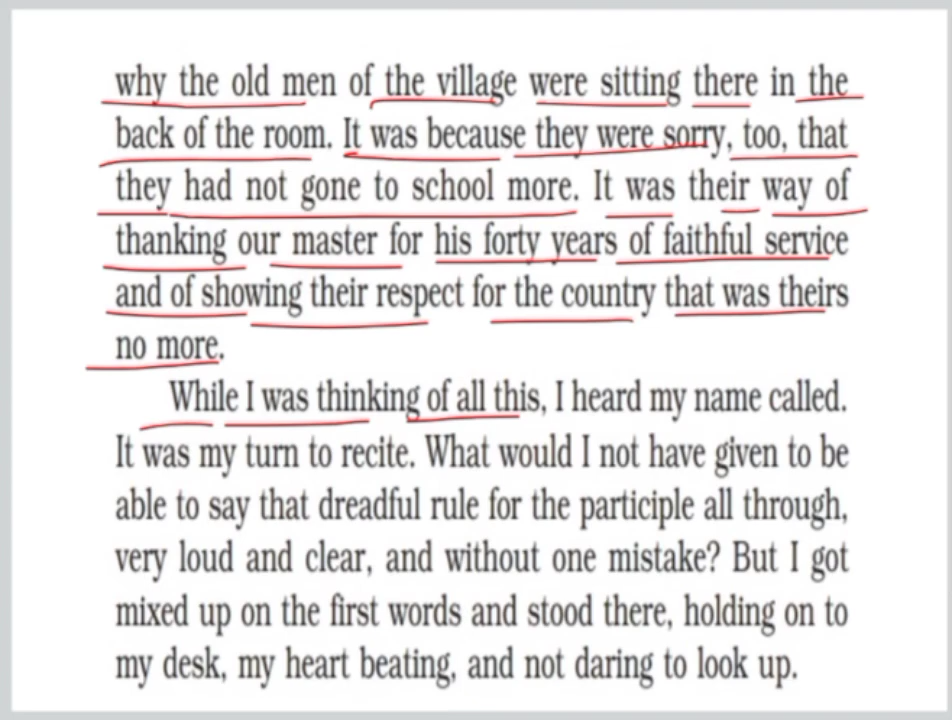 why the old men of the village were sitting there in the
back of the room. It was because they were sorry, too, that
they had not gone to school more. It was their way of
thanking our master for his forty years of faithful service
and of showing their respect for the country that was theirs
no more.
While I was thinking of all this, I heard my name called.
It was my turn to recite. What would I not have given to be
able to say that dreadful rule for the participle all through,
very loud and clear, and without one mistake? But I got
mixed up on the first words and stood there, holding on to
my desk, my heart beating, and not daring to look up.